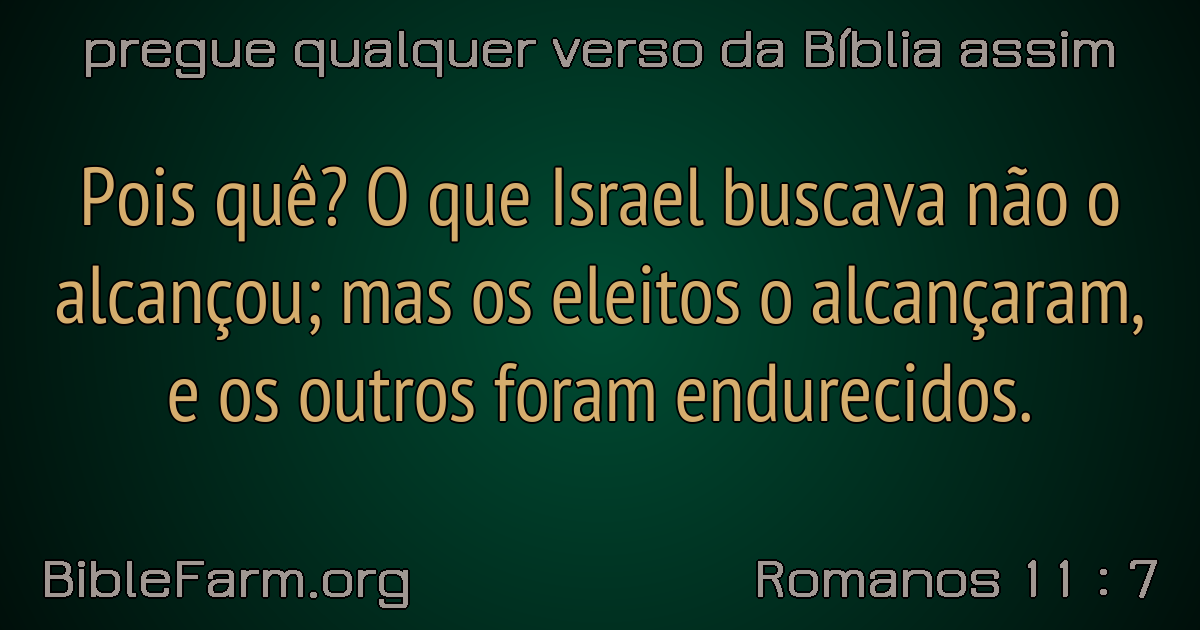 pregue qualquer verso da Bíblia assim
Pois quê? O que Israel buscava não o
alcançou; mas os eleitos o alcançaram,
e os outros foram endurecidos.
BibleFarm.org
Romanos 11 : 7